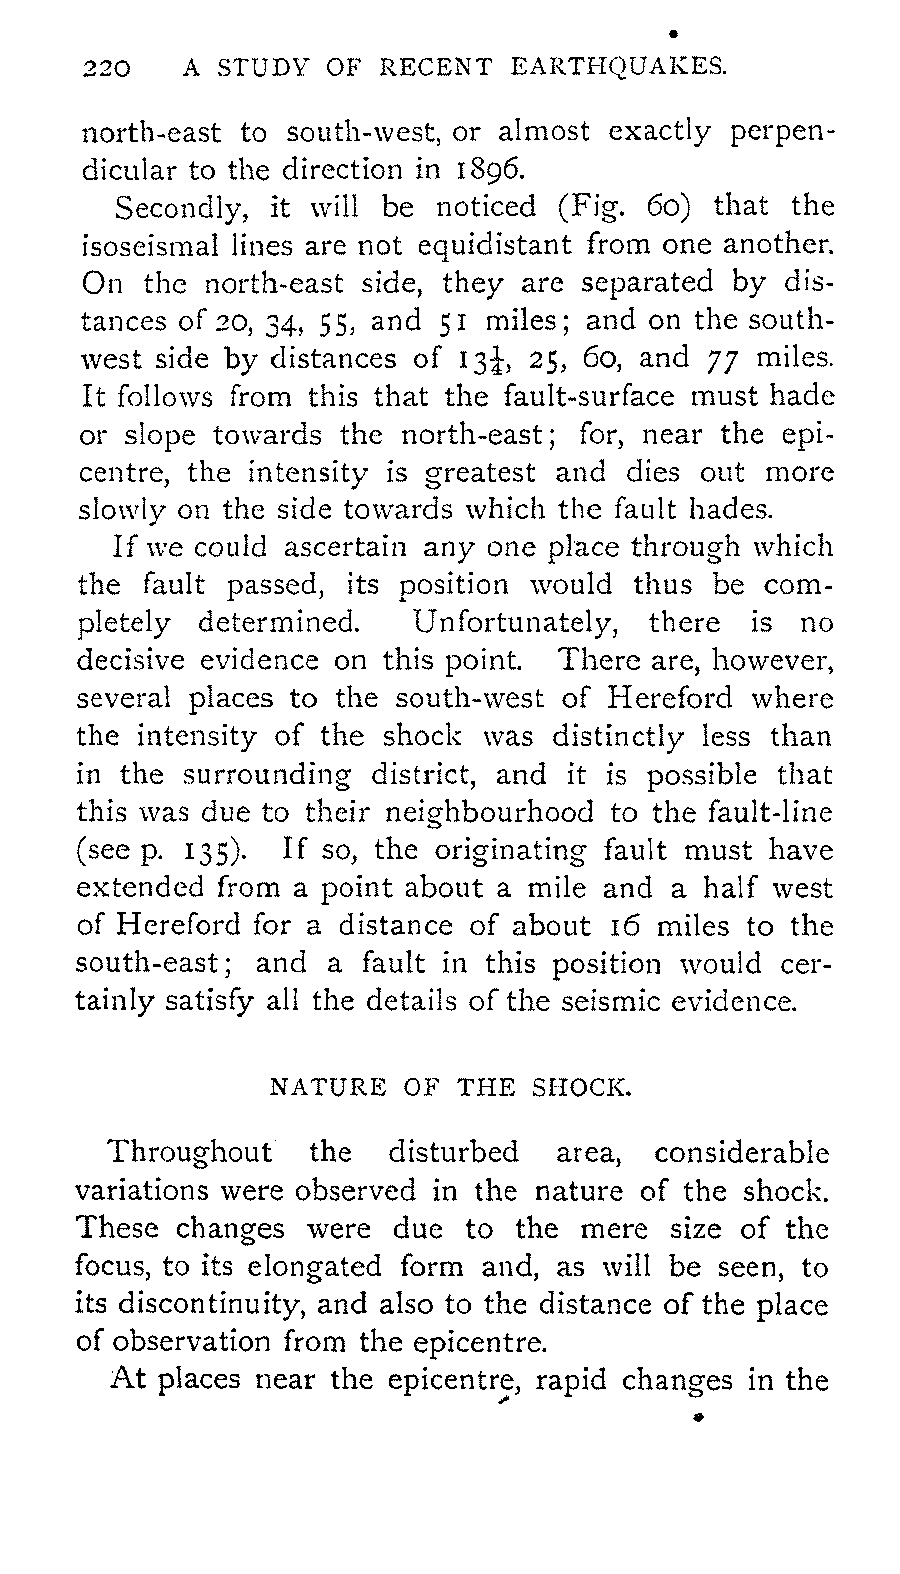 220 A STUDY OF RECENT EARTHQUAKES.
north-east to south-west, or almost exactly perpen-
dicular to the direction in 1896.
Secondly, it will be noticed (Fig. 60) that the
isoseismal lines are not equidistant from one another.
On the north-east side, they are separated by dis-
tances of 20, 34, 55, and 51 miles; and on the south-
west side by distances of 13½, 25, 60, and 77 miles.
It follows from this that the fault-surface must hade
or slope towards the north-east; for, near the epi-
centre, the intensity is greatest and dies out more
slowly on the side towards which the fault hades.
If we could ascertain any one place through which
the fault passed, its position would thus be com-
pletely determined. Unfortunately, there is no
decisive evidence on this point. There are, however,
several places to the south-west of Hereford where
the intensity of the shock was distinctly less than
in the surrounding district, and it is possible that
this was due to their neighbourhood to the fault-line
(see p. 135). If so, the originating fault must have
extended from a point about a mile and a half west
of Hereford for a distance of about 16 miles to the
south-east; and a fault in this position would cer-
tainly satisfy all the details of the seismic evidence.
NATURE OF THE SHOCK.
Throughout the disturbed area, considerable
variations were observed in the nature of the shock.
These changes were due to the mere size of the
focus, to its elongated form and, as will be seen, to
its discontinuity, and also to the distance of the place
of observation from the epicentre.
At places near the epicentre, rapid changes in the